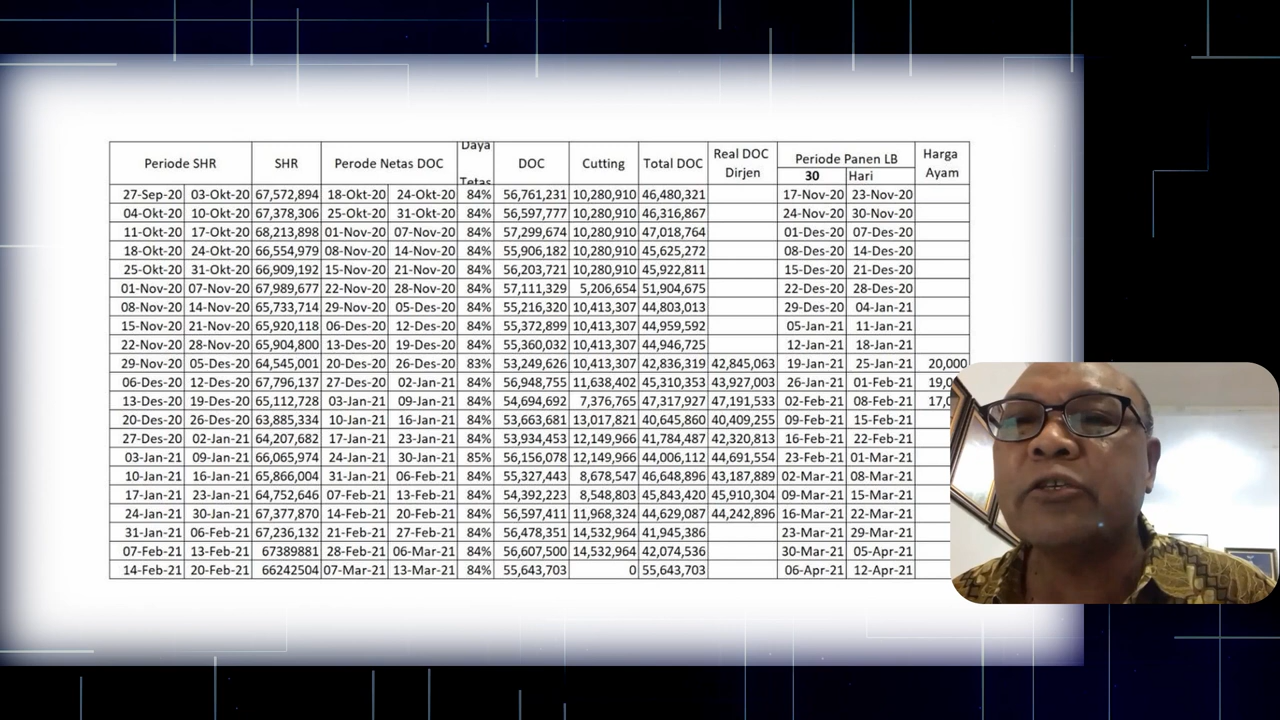 Periode SHR SHR Perode Netas DOC Daya Tetas DOC Cutting Total DOC Real DOC Dirjen Periode Panen LB Harga Ayam
30 Hari
27-Sep-20 03-Okt-20 67,572,894 18-Okt-20 24-Okt-20 84% 56,761,231 10,280,910 46,480,321 17-Nov-20 23-Nov-20
04-Okt-20 10-Okt-20 67,378,306 25-Okt-20 31-Okt-20 84% 56,597,777 10,280,910 46,316,867 24-Nov-20 30-Nov-20
11-Okt-20 17-Okt-20 68,213,898 01-Nov-20 07-Nov-20 84% 57,299,674 10,280,910 47,018,764 01-Des-20 07-Des-20
18-Okt-20 24-Okt-20 66,554,979 08-Nov-20 14-Nov-20 84% 55,906,182 10,280,910 45,625,272 08-Des-20 14-Des-20
25-Okt-20 31-Okt-20 66,909,192 15-Nov-20 21-Nov-20 84% 56,203,721 10,280,910 45,922,811 15-Des-20 21-Des-20
01-Nov-20 07-Nov-20 67,989,677 22-Nov-20 28-Nov-20 84% 57,111,329 5,206,654 51,904,675 22-Des-20 28-Des-20
08-Nov-20 14-Nov-20 65,733,714 29-Nov-20 05-Des-20 84% 55,216,320 10,413,307 44,803,013 29-Des-20 04-Jan-21
15-Nov-20 21-Nov-20 65,920,118 06-Des-20 12-Des-20 84% 55,372,899 10,413,307 44,959,592 05-Jan-21 11-Jan-21
22-Nov-20 28-Nov-20 65,904,800 13-Des-20 19-Des-20 84% 55,360,032 10,413,307 44,946,725 12-Jan-21 18-Jan-21
29-Nov-20 05-Des-20 64,545,001 20-Des-20 26-Des-20 83% 53,249,626 10,413,307 42,836,319 42,845,063 19-Jan-21 25-Jan-21 20,000
06-Des-20 12-Des-20 67,796,137 27-Des-20 02-Jan-21 84% 56,948,755 11,638,402 45,310,353 43,927,003 26-Jan-21 01-Feb-21
13-Des-20 19-Des-20 65,112,728 03-Jan-21 09-Jan-21 84% 54,694,692 7,376,765 47,317,927 47,191,533 02-Feb-21 08-Feb-21
20-Des-20 26-Des-20 63,885,334 10-Jan-21 16-Jan-21 84% 53,663,681 13,017,821 40,645,860 40,409,255 09-Feb-21 15-Feb-21
27-Des-20 02-Jan-21 64,207,682 17-Jan-21 23-Jan-21 84% 53,934,453 12,149,966 41,784,487 42,320,813 16-Feb-21 22-Feb-21
03-Jan-21 09-Jan-21 66,065,974 24-Jan-21 30-Jan-21 85% 56,156,078 12,149,966 44,006,112 44,691,554 23-Feb-21 01-Mar-21
10-Jan-21 16-Jan-21 65,866,004 31-Jan-21 06-Feb-21 84% 55,327,443 8,678,547 46,648,896 43,187,889 02-Mar-21 08-Mar-21
17-Jan-21 23-Jan-21 64,752,646 07-Feb-21 13-Feb-21 84% 54,392,223 8,548,803 45,843,420 45,910,304 09-Mar-21 15-Mar-21
24-Jan-21 30-Jan-21 67,377,870 14-Feb-21 20-Feb-21 84% 56,597,411 11,968,324 44,629,087 44,242,896 16-Mar-21 22-Mar-21
31-Jan-21 06-Feb-21 67,236,132 21-Feb-21 27-Feb-21 84% 56,478,351 14,532,964 41,945,386 23-Mar-21 29-Mar-21
07-Feb-21 13-Feb-21 67389881 28-Feb-21 06-Mar-21 84% 56,607,500 14,532,964 42,074,536 30-Mar-21 05-Apr-21
14-Feb-21 20-Feb-21 66242504 07-Mar-21 13-Mar-21 84% 55,643,703 0 55,643,703 06-Apr-21 12-Apr-21